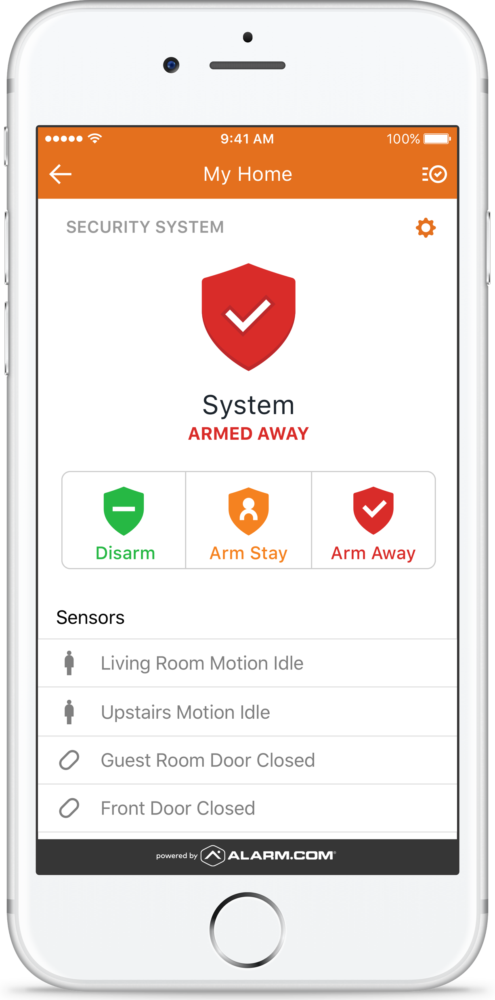 9:41 AM 100%
My Home
SECURITY SYSTEM
System
ARMED AWAY
Disarm Arm Stay Arm Away
Sensors
Living Room Motion Idle
Upstairs Motion Idle
Guest Room Door Closed
Front Door Closed
powered by ALARM.COM®